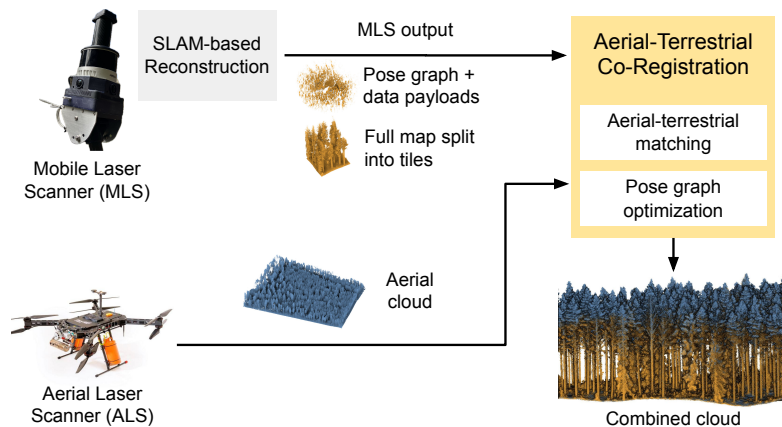 SLAM-based
Reconstruction
MLS output
Pose graph +
data payloads
Full map split
into tiles
Mobile Laser
Scanner (MLS)
Aerial-Terrestrial
Co-Registration
Aerial-terrestrial
matching
Pose graph
optimization
Aerial
cloud
Aerial Laser
Scanner (ALS)
Combined cloud